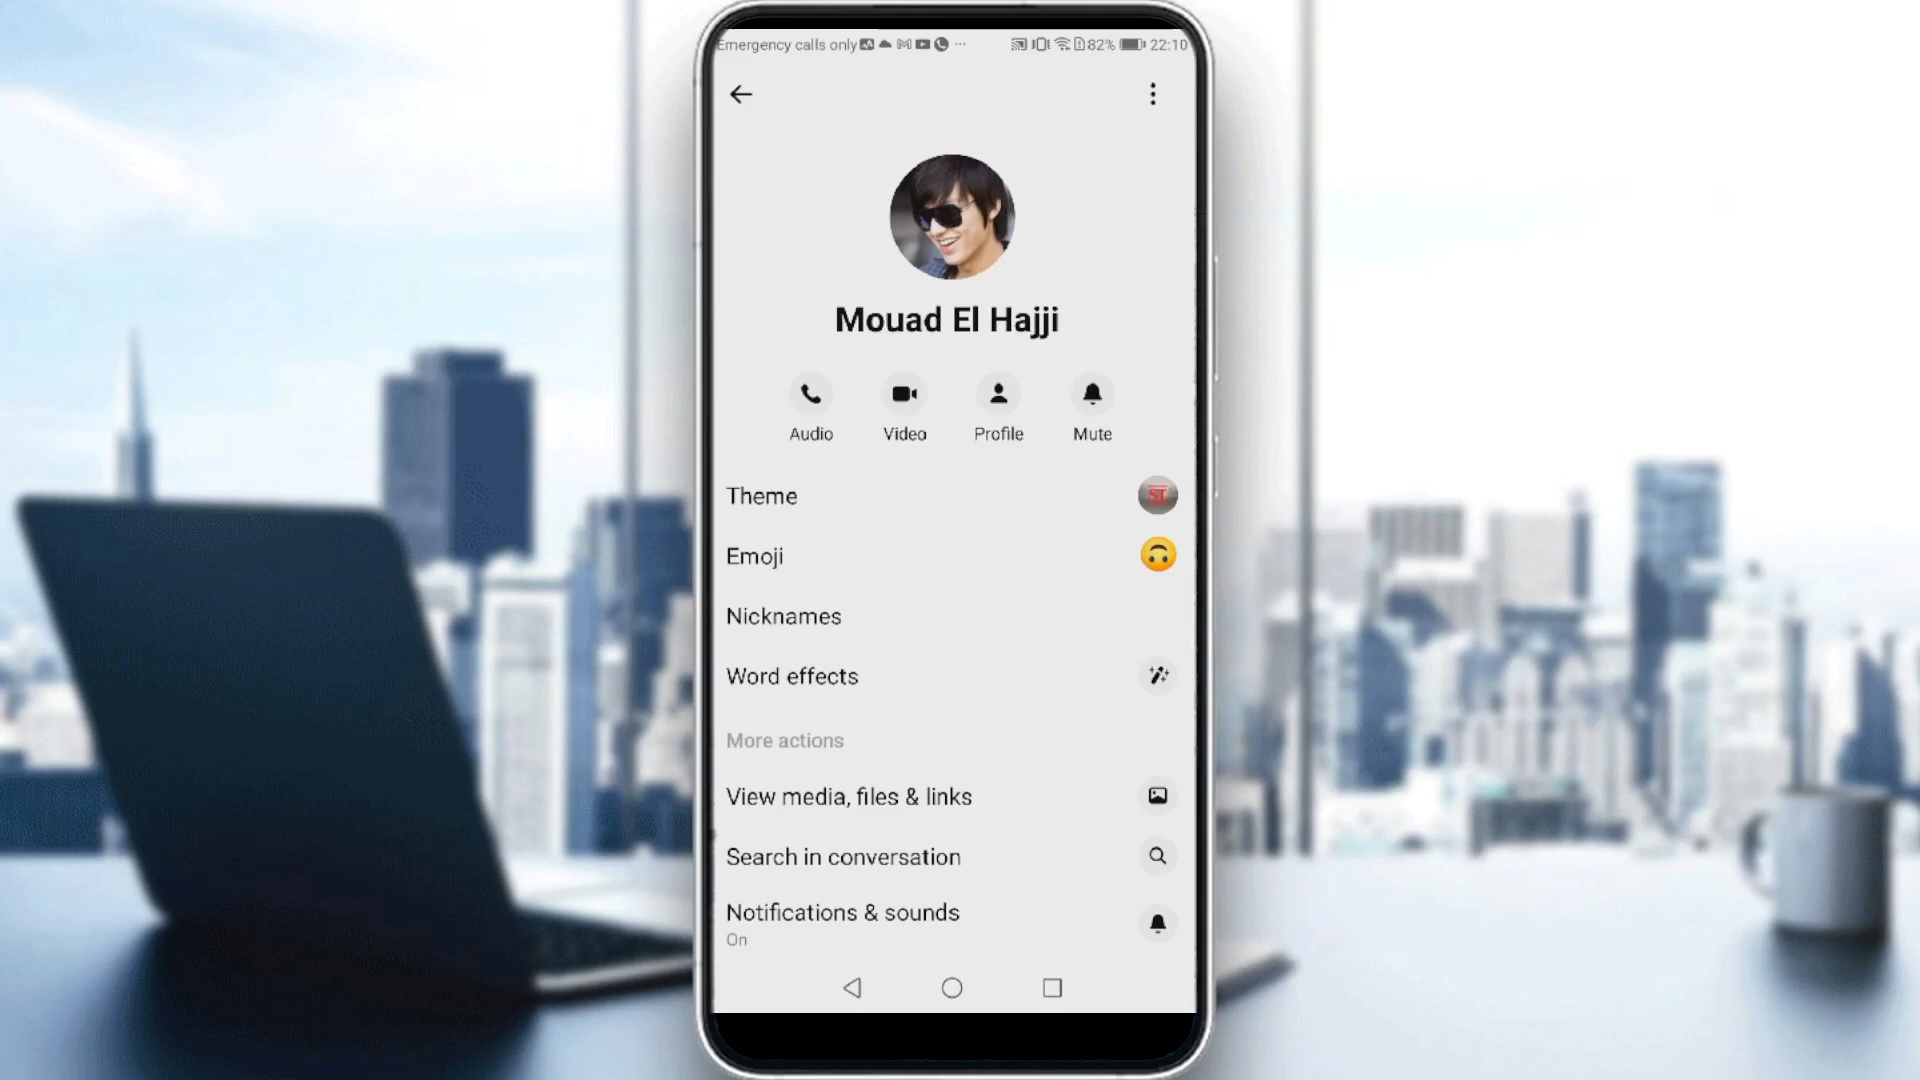 Emergency calls only
82% 22:10
Mouad El Hajji
Audio Video Profile Mute
Theme
ST
Emoji
Nicknames
Word effects
More actions
View media, files & links
Search in conversation
Notifications & sounds
On